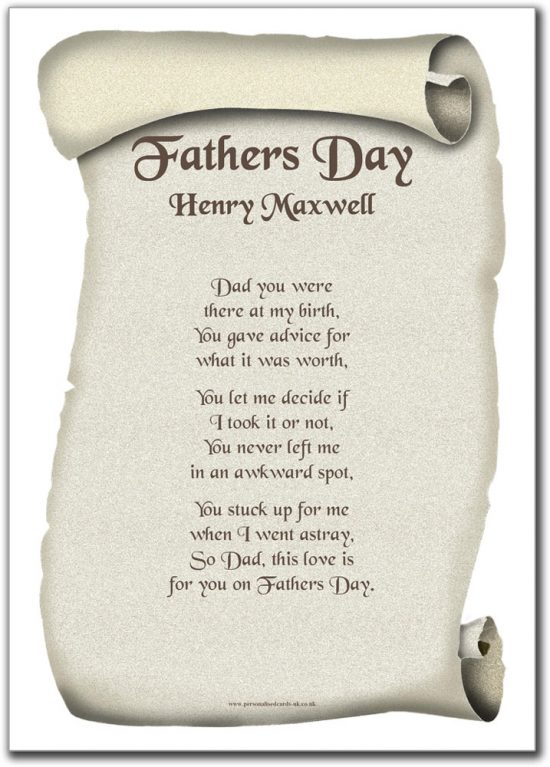 Fathers Day
Henry Maxwell
Dad you were
there at my birth,
You gave advice for
what it was worth,
You let me decide if
I took it or not,
You never left me
in an awkward spot,
You stuck up for me
when I went astray,
So Dad, this love is
for you on Fathers Day.
www.personalisedcards-uk.co.uk